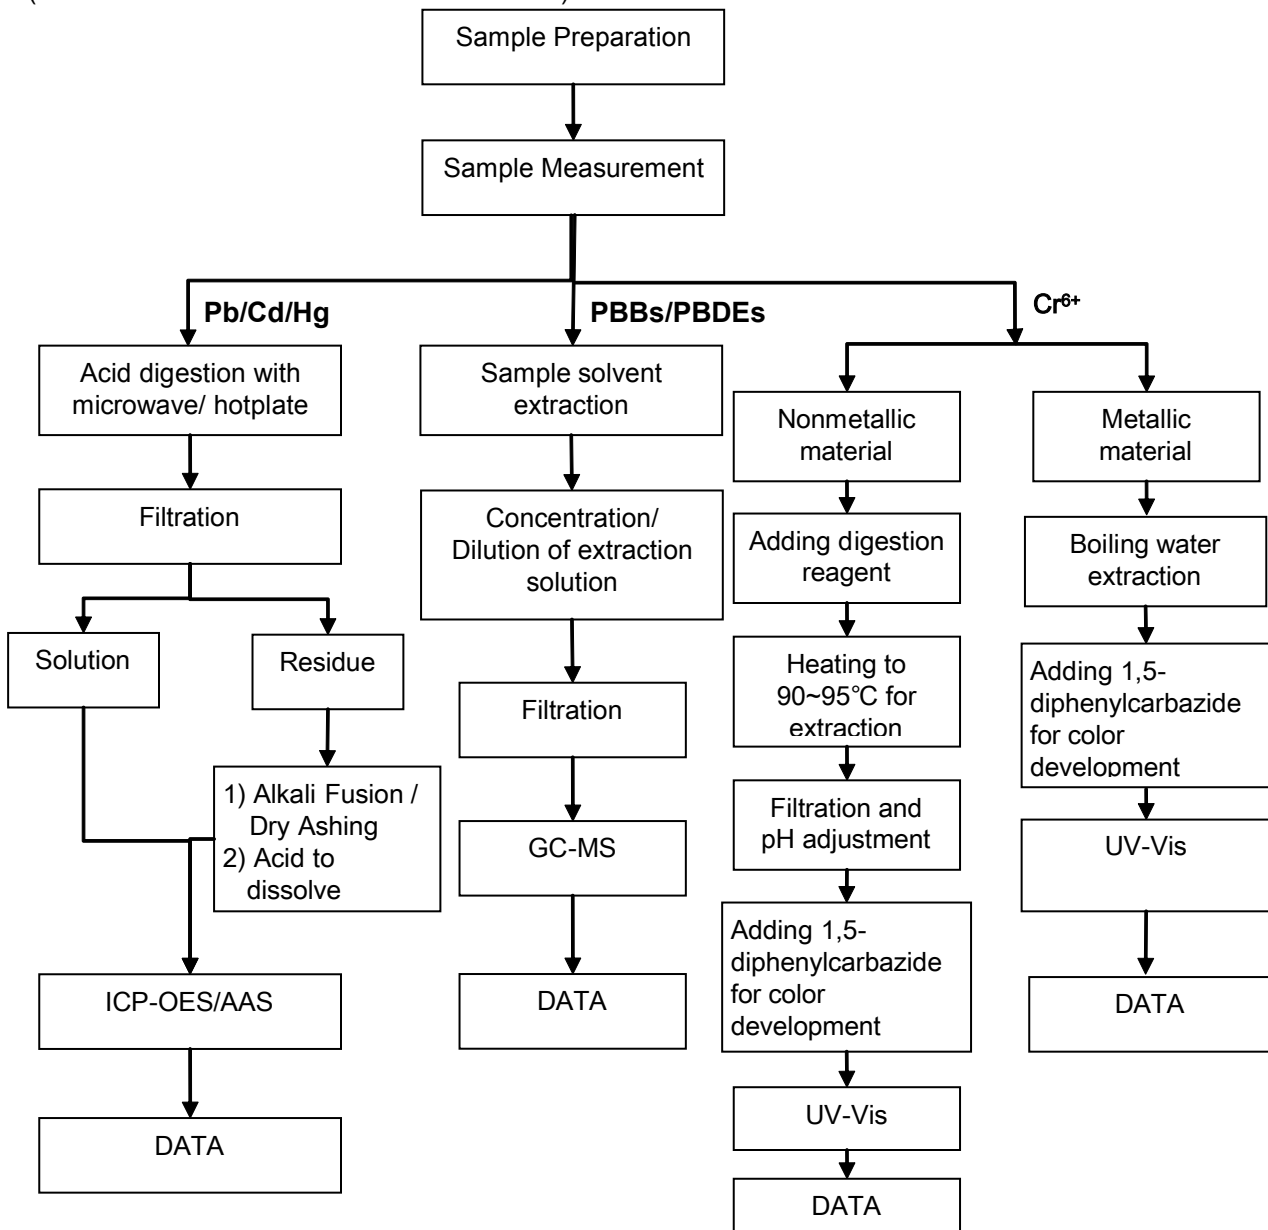 Sample Preparation
Sample Measurement
Pb/Cd/Hg
Acid digestion with
microwave/ hotplate
Filtration
Solution
Residue
1) Alkali Fusion /
Dry Ashing
2) Acid to
dissolve
ICP-OES/AAS
DATA
PBBs/PBDEs
Sample solvent
extraction
Concentration/
Dilution of extraction
solution
Filtration
GC-MS
DATA
Cr⁶⁺
Nonmetallic
material
Adding digestion
reagent
Heating to
90~95℃ for
extraction
Filtration and
pH adjustment
Adding 1,5-
diphenylcarbazide
for color
development
UV-Vis
DATA
Metallic
material
Boiling water
extraction
Adding 1,5-
diphenylcarbazide
for color
development
UV-Vis
DATA